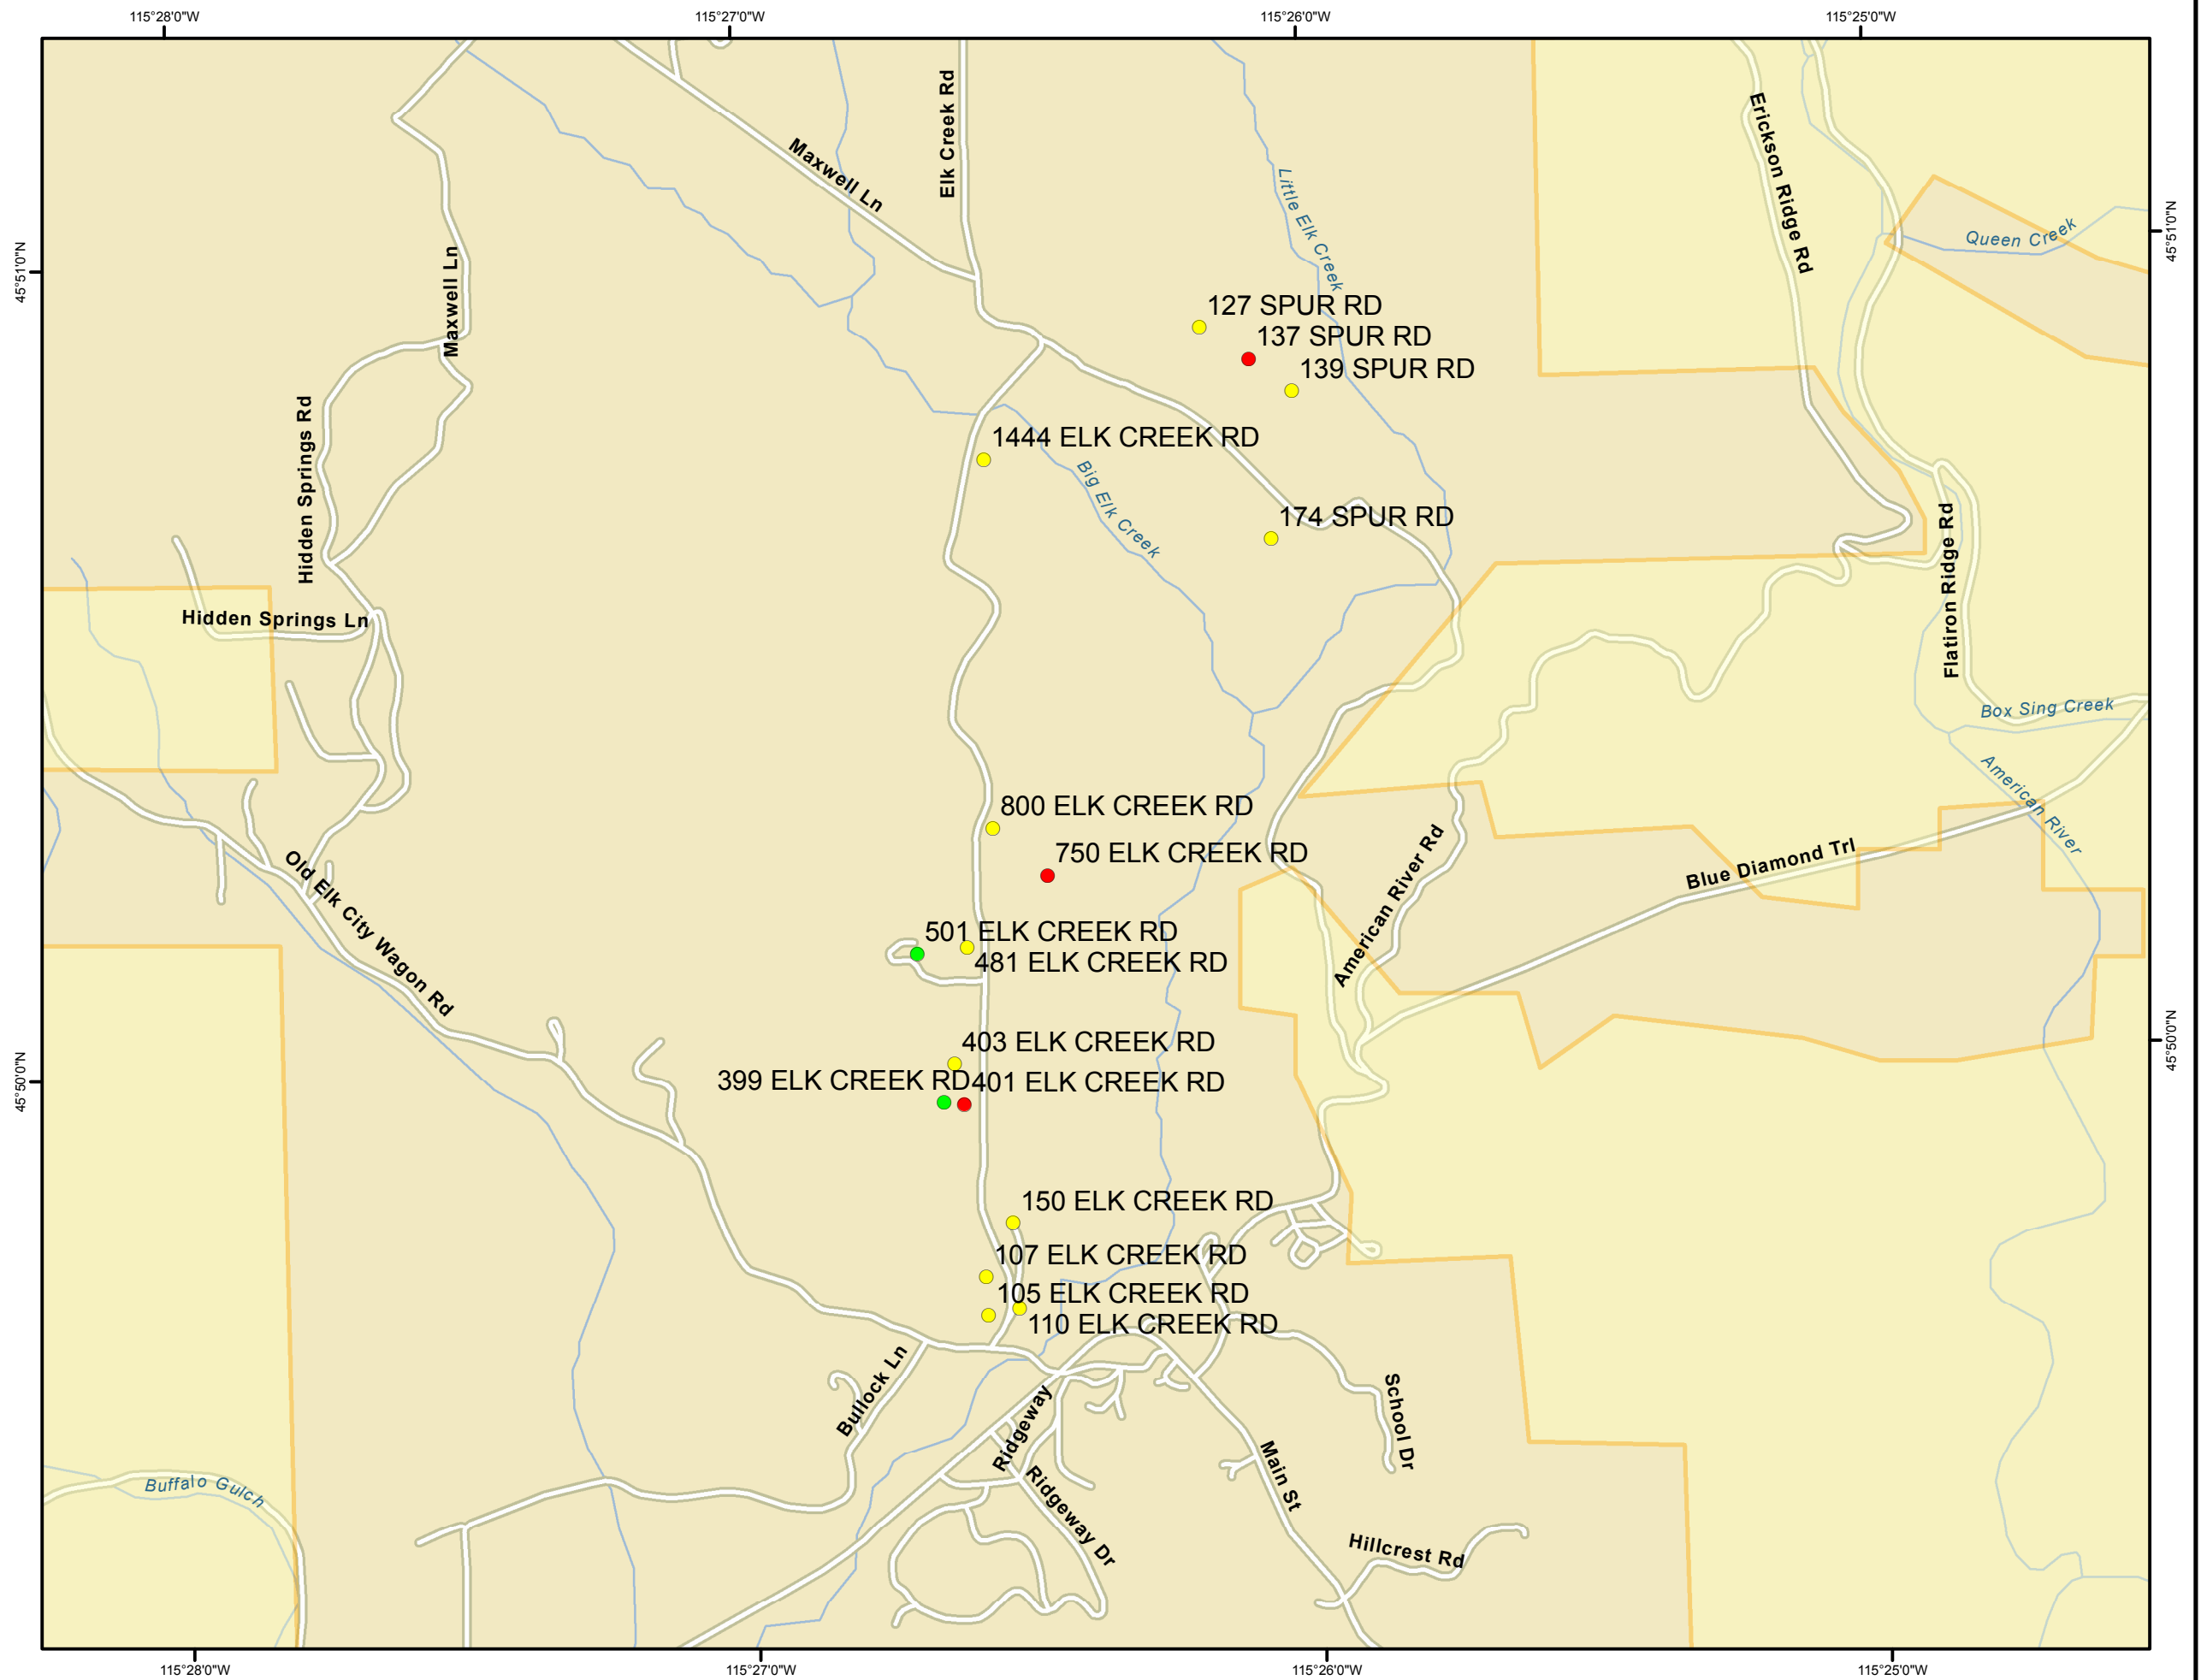 115°28'0"W
115°27'0"W
115°26'0"W
115°25'0"W
Elk Creek Rd
Maxwell Ln
Erickson Ridge Rd
Little Elk Creek
45°51'0"N
45°51'0"N
Queen Creek
Maxwell Ln
127 SPUR RD
137 SPUR RD
139 SPUR RD
Hidden Springs Rd
1444 ELK CREEK RD
Big Elk Creek
174 SPUR RD
Flatiron Ridge Rd
Hidden Springs Ln
Box Sing Creek
American River
800 ELK CREEK RD
750 ELK CREEK RD
American River Rd
Blue Diamond Trl
Old Elk City Wagon Rd
501 ELK CREEK RD
481 ELK CREEK RD
403 ELK CREEK RD
399 ELK CREEK RD
401 ELK CREEK RD
45°50'0"N
45°50'0"N
150 ELK CREEK RD
107 ELK CREEK RD
105 ELK CREEK RD
110 ELK CREEK RD
Bullock Ln
Ridgeway
School Dr
Main St
Ridgeway Dr
Buffalo Gulch
Hillcrest Rd
115°28'0"W
115°27'0"W
115°26'0"W
115°25'0"W